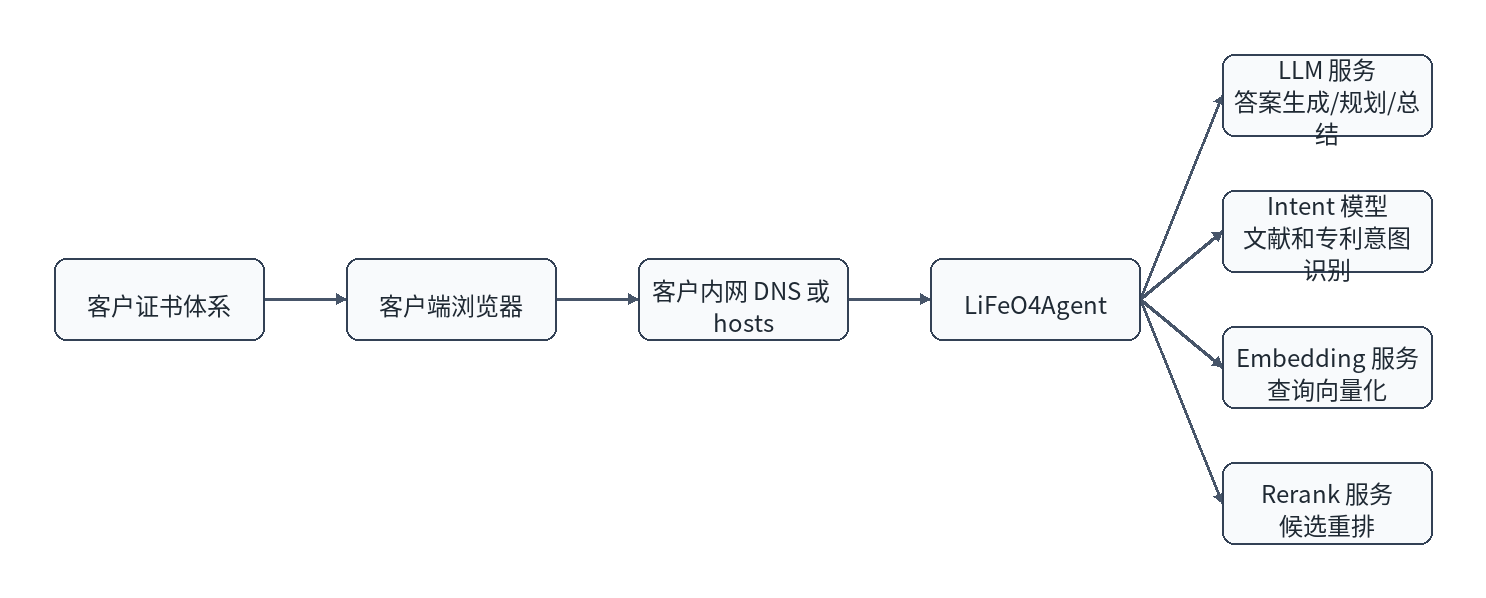 客户证书体系
客户端浏览器
客户内网 DNS 或
hosts
LiFeO4Agent
LLM 服务
答案生成/规划/总
结
Intent 模型
文献和专利意图
识别
Embedding 服务
查询向量化
Rerank 服务
候选重排